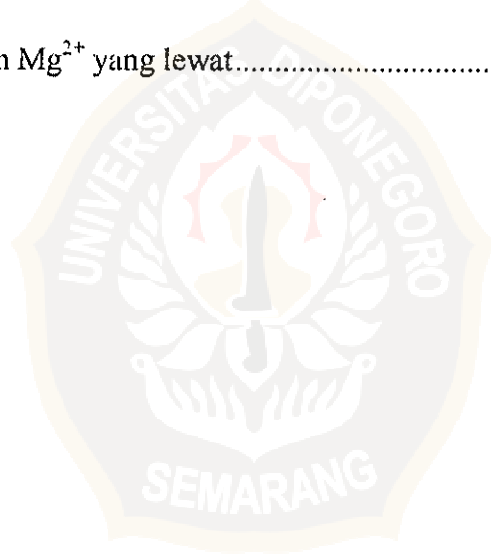 n Mg²⁺ yang lewat................................
UNIVERSITAS DIPONEGORO
SEMARANG